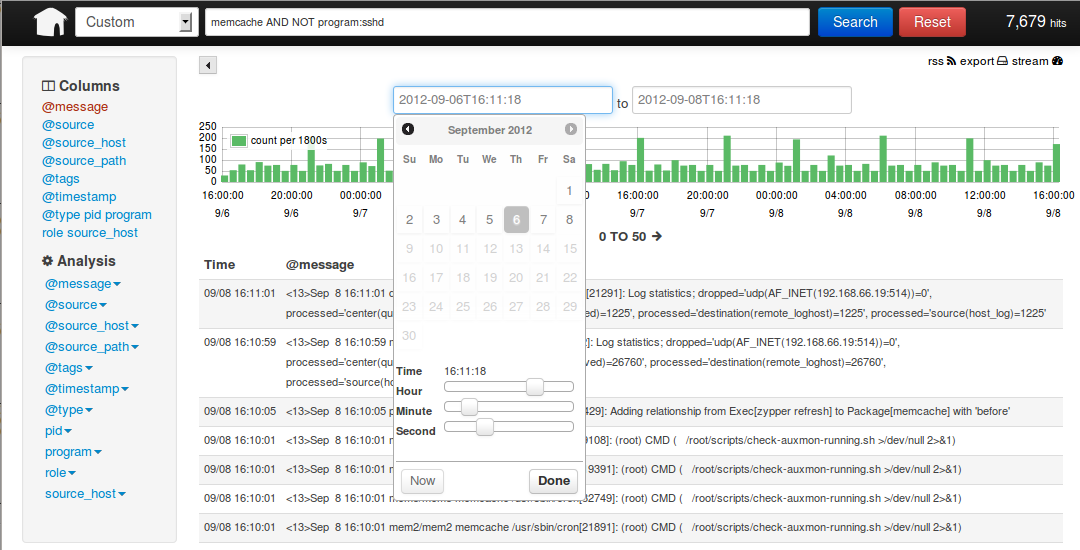 Custom memcache AND NOT program:sshd Search Reset 7,679 hits
rss export stream
Columns
@message
@source
@source_host
@source_path
@tags
@timestamp
@type pid program
role source_host
Analysis
@message
@source
@source_host
@source_path
@tags
@timestamp
@type
pid
program
role
source_host
2012-09-06T16:11:18 to 2012-09-08T16:11:18
250
200
150
100
50
0
count per 1800s
16:00:00 20:00:00 00:00:00 0 16:00:00 20:00:00 00:00:00 04:00:00 08:00:00 12:00:00 16:00:00
9/6 9/6 9/7 9/7 9/7 9/8 9/8 9/8 9/8 9/8
September 2012
Su Mo Tu We Th Fr Sa
1
2 3 4 5 6 7 8
9 10 11 12 13 14 15
16 17 18 19 20 21 22
23 24 25 26 27 28 29
30
Time 16:11:18
Hour
Minute
Second
Now Done
0 TO 50
Time @message
09/08 16:11:01 <13>Sep 8 16:11:01 [21291]: Log statistics; dropped='udp(AF_INET(192.168.66.19:514))=0',
processed='center(qu ed)=1225', processed='destination(remote_loghost)=1225', processed='source(host_log)=1225'
09/08 16:10:59 <13>Sep 8 16:10:59 2]: Log statistics; dropped='udp(AF_INET(192.168.66.19:514))=0',
processed='center(qu ved)=26760', processed='destination(remote_loghost)=26760',
processed='source(ho
09/08 16:10:05 <13>Sep 8 16:10:05 429]: Adding relationship from Exec[zypper refresh] to Package[memcache] with 'before'
09/08 16:10:01 <13>Sep 8 16:10:01 9108]: (root) CMD ( /root/scripts/check-auxmon-running.sh >/dev/null 2>&1)
09/08 16:10:01 <13>Sep 8 16:10:01 9391]: (root) CMD ( /root/scripts/check-auxmon-running.sh >/dev/null 2>&1)
09/08 16:10:01 <13>Sep 8 16:10:01 32749]: (root) CMD ( /root/scripts/check-auxmon-running.sh >/dev/null 2>&1)
09/08 16:10:01 <13>Sep 8 16:10:01 mem2/mem2 memcache /usr/sbin/cron[21891]: (root) CMD ( /root/scripts/check-auxmon-running.sh >/dev/null 2>&1)